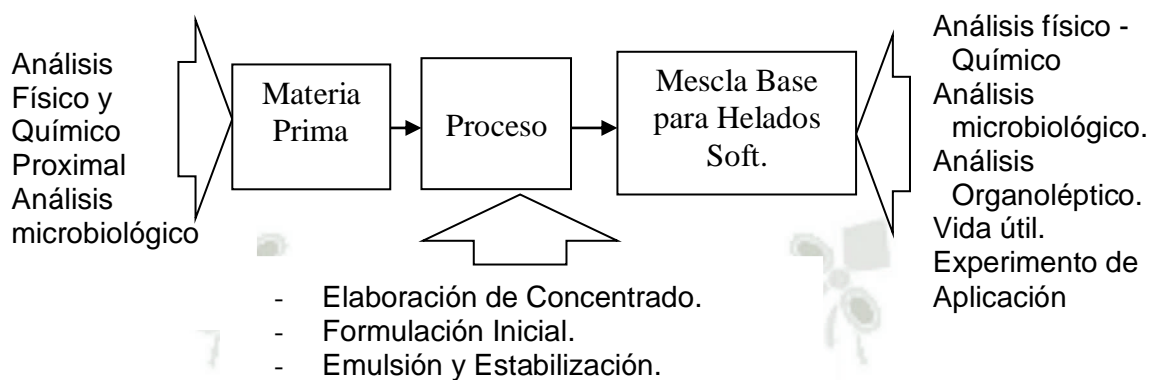 Análisis
Físico y
Químico
Proximal
Análisis
microbiológico
Materia
Prima
Proceso
Mescla Base
para Helados
Soft.
Análisis físico -
Químico
Análisis
microbiológico.
Análisis
Organoléptico.
Vida útil.
Experimento de
Aplicación
- Elaboración de Concentrado.
- Formulación Inicial.
- Emulsión y Estabilización.